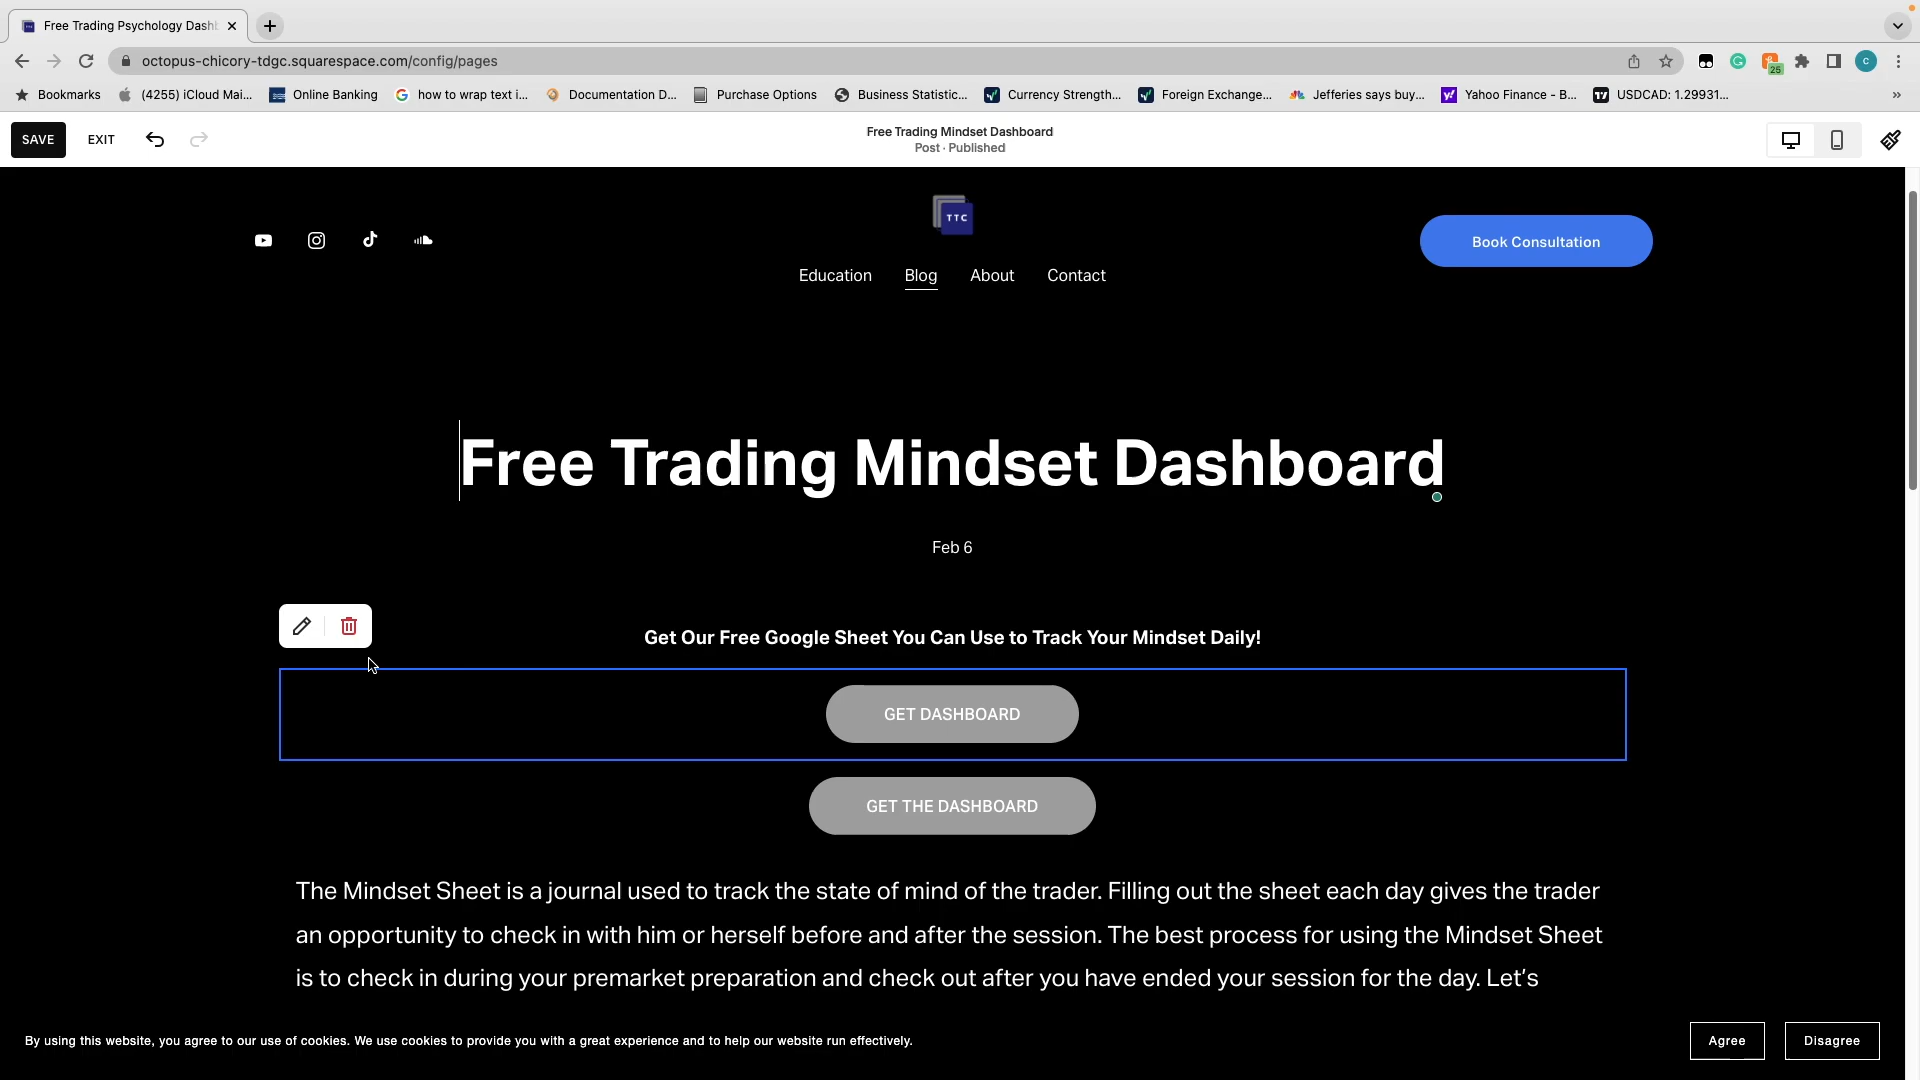 Free Trading Psychology Dashb
octopus-chicory-tdgc.squarespace.com/config/pages
25
C
Bookmarks
(4255) iCloud Mai...
Online Banking
how to wrap text i...
Documentation D...
Purchase Options
Business Statistic...
Currency Strength...
Foreign Exchange...
Jefferies says buy...
Yahoo Finance - B...
USDCAD: 1.29931...
»
SAVE
EXIT
Free Trading Mindset Dashboard
Post · Published
TTC
Book Consultation
Education
Blog
About
Contact
Free Trading Mindset Dashboard
Feb 6
Get Our Free Google Sheet You Can Use to Track Your Mindset Daily!
GET DASHBOARD
GET THE DASHBOARD
The Mindset Sheet is a journal used to track the state of mind of the trader. Filling out the sheet each day gives the trader
an opportunity to check in with him or herself before and after the session. The best process for using the Mindset Sheet
is to check in during your premarket preparation and check out after you have ended your session for the day. Let’s
By using this website, you agree to our use of cookies. We use cookies to provide you with a great experience and to help our website run effectively.
Agree
Disagree